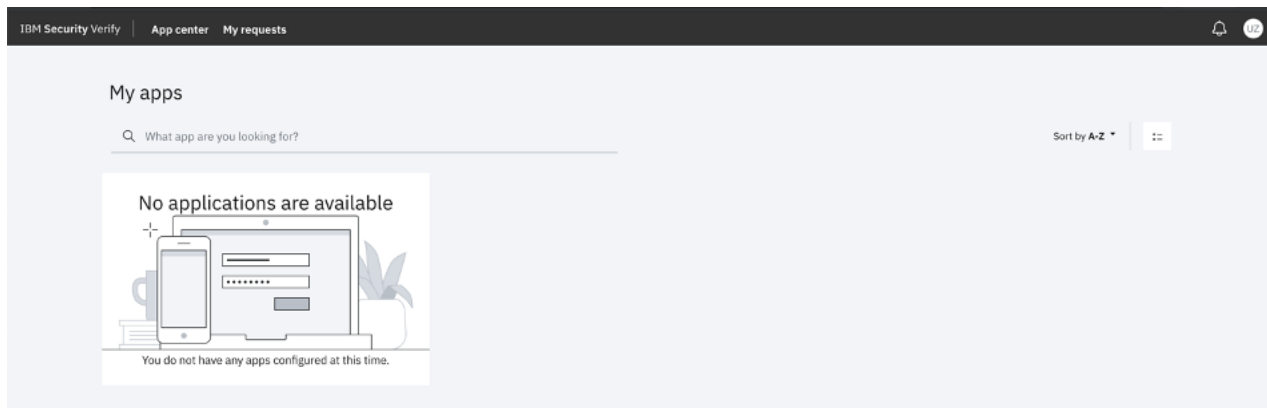 IBM Security Verify App center My requests UZ
My apps
What app are you looking for? Sort by A-Z
No applications are available
You do not have any apps configured at this time.